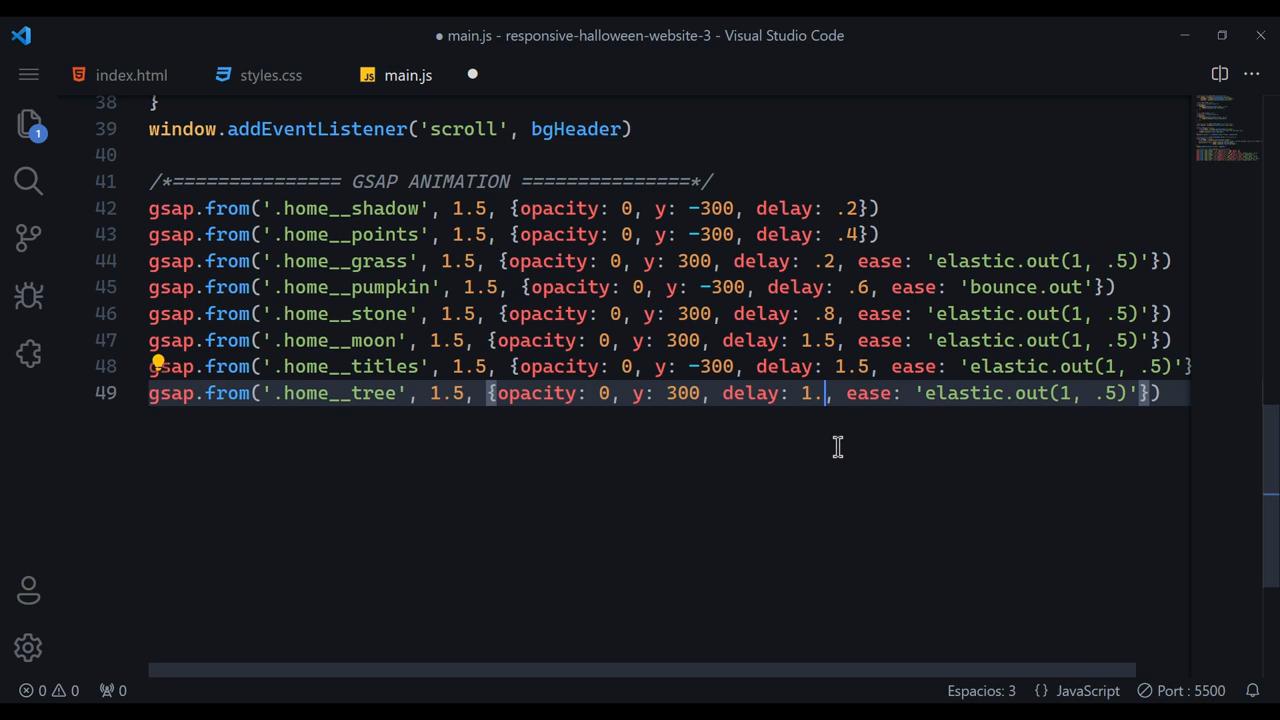 ● main.js - responsive-halloween-website-3 - Visual Studio Code
index.html styles.css JS main.js ●
1
38 }
39 window.addEventListener('scroll', bgHeader)
40
41 /*=============== GSAP ANIMATION ===============*/
42 gsap.from('.home__shadow', 1.5, {opacity: 0, y: -300, delay: .2})
43 gsap.from('.home__points', 1.5, {opacity: 0, y: -300, delay: .4})
44 gsap.from('.home__grass', 1.5, {opacity: 0, y: 300, delay: .2, ease: 'elastic.out(1, .5)'})
45 gsap.from('.home__pumpkin', 1.5, {opacity: 0, y: -300, delay: .6, ease: 'bounce.out'})
46 gsap.from('.home__stone', 1.5, {opacity: 0, y: 300, delay: .8, ease: 'elastic.out(1, .5)'})
47 gsap.from('.home__moon', 1.5, {opacity: 0, y: 300, delay: 1.5, ease: 'elastic.out(1, .5)'})
48 gsap.from('.home__titles', 1.5, {opacity: 0, y: -300, delay: 1.5, ease: 'elastic.out(1, .5)'}
49 gsap.from('.home__tree', 1.5, {opacity: 0, y: 300, delay: 1., ease: 'elastic.out(1, .5)'})
0 0 0 Espacios: 3 {} JavaScript Port : 5500